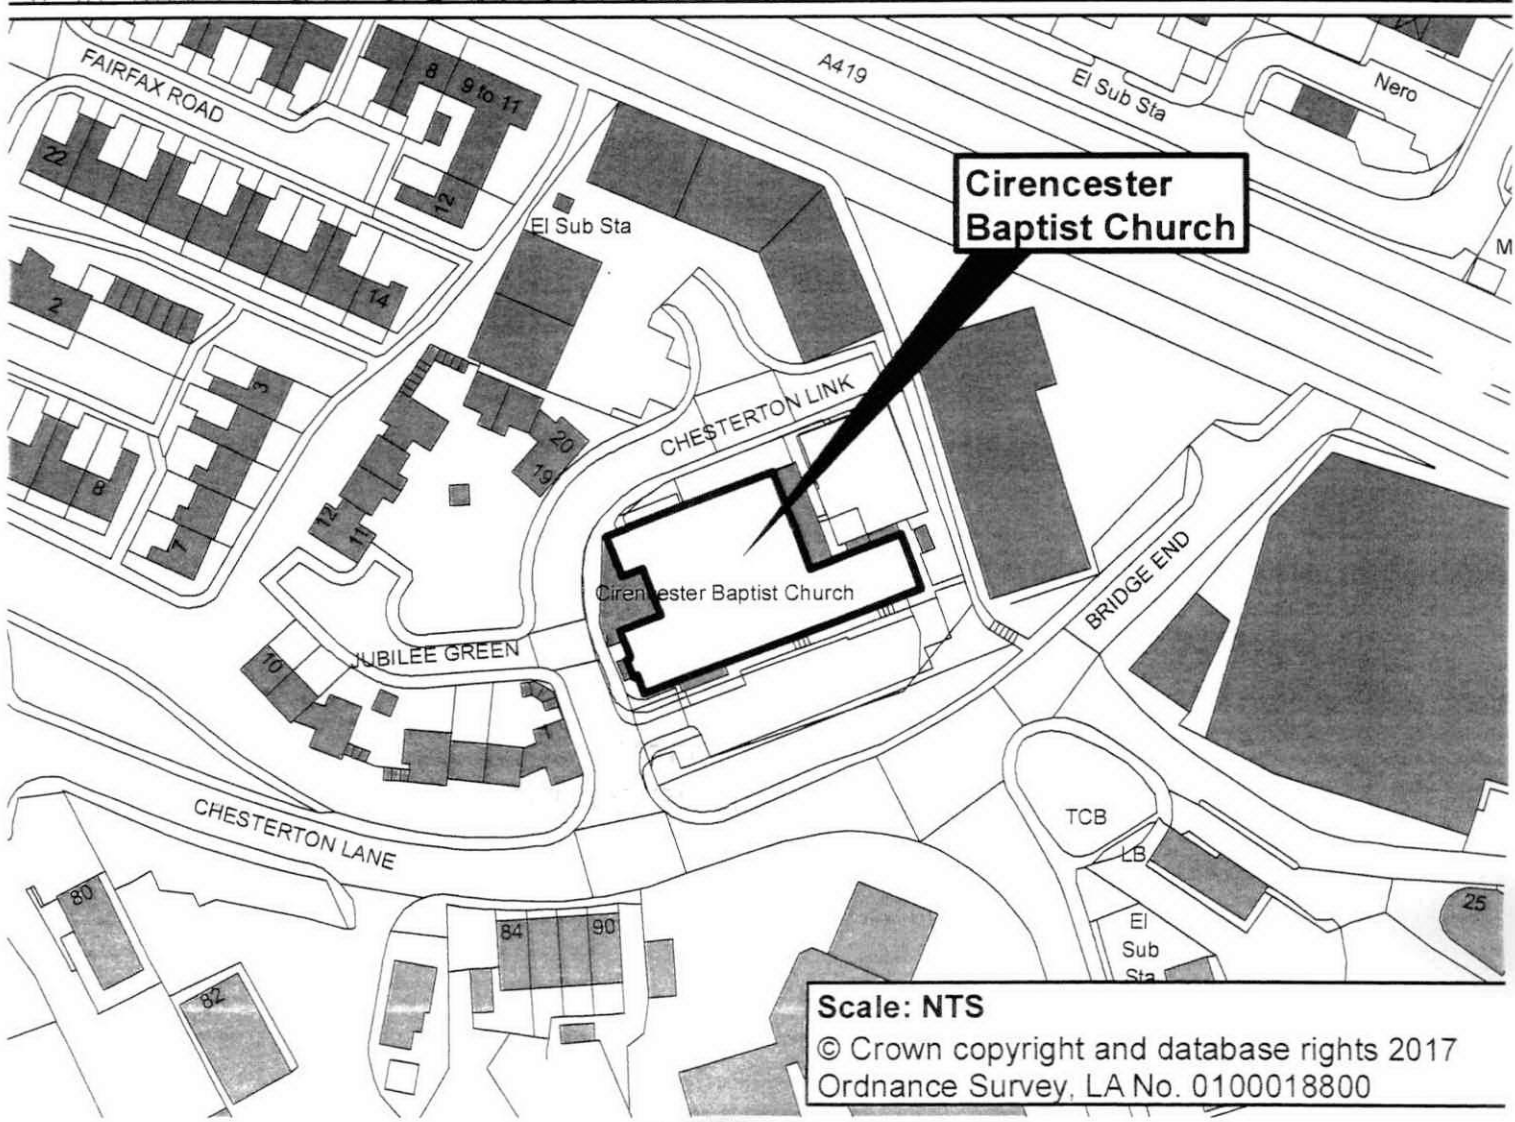 FAIRFAX ROAD
8
9 to 11
A419
El Sub Sta
Nero
22
12
Cirencester
Baptist Church
El Sub Sta
M
2
14
3
CHESTERTON LINK
20
19
8
7
12
11
BRIDGE END
Cirencester Baptist Church
10
JUBILEE GREEN
1
CHESTERTON LANE
TCB
LB
80
84
90
25
El
Sub
Sta
82
Scale: NTS
© Crown copyright and database rights 2017
Ordnance Survey, LA No. 0100018800